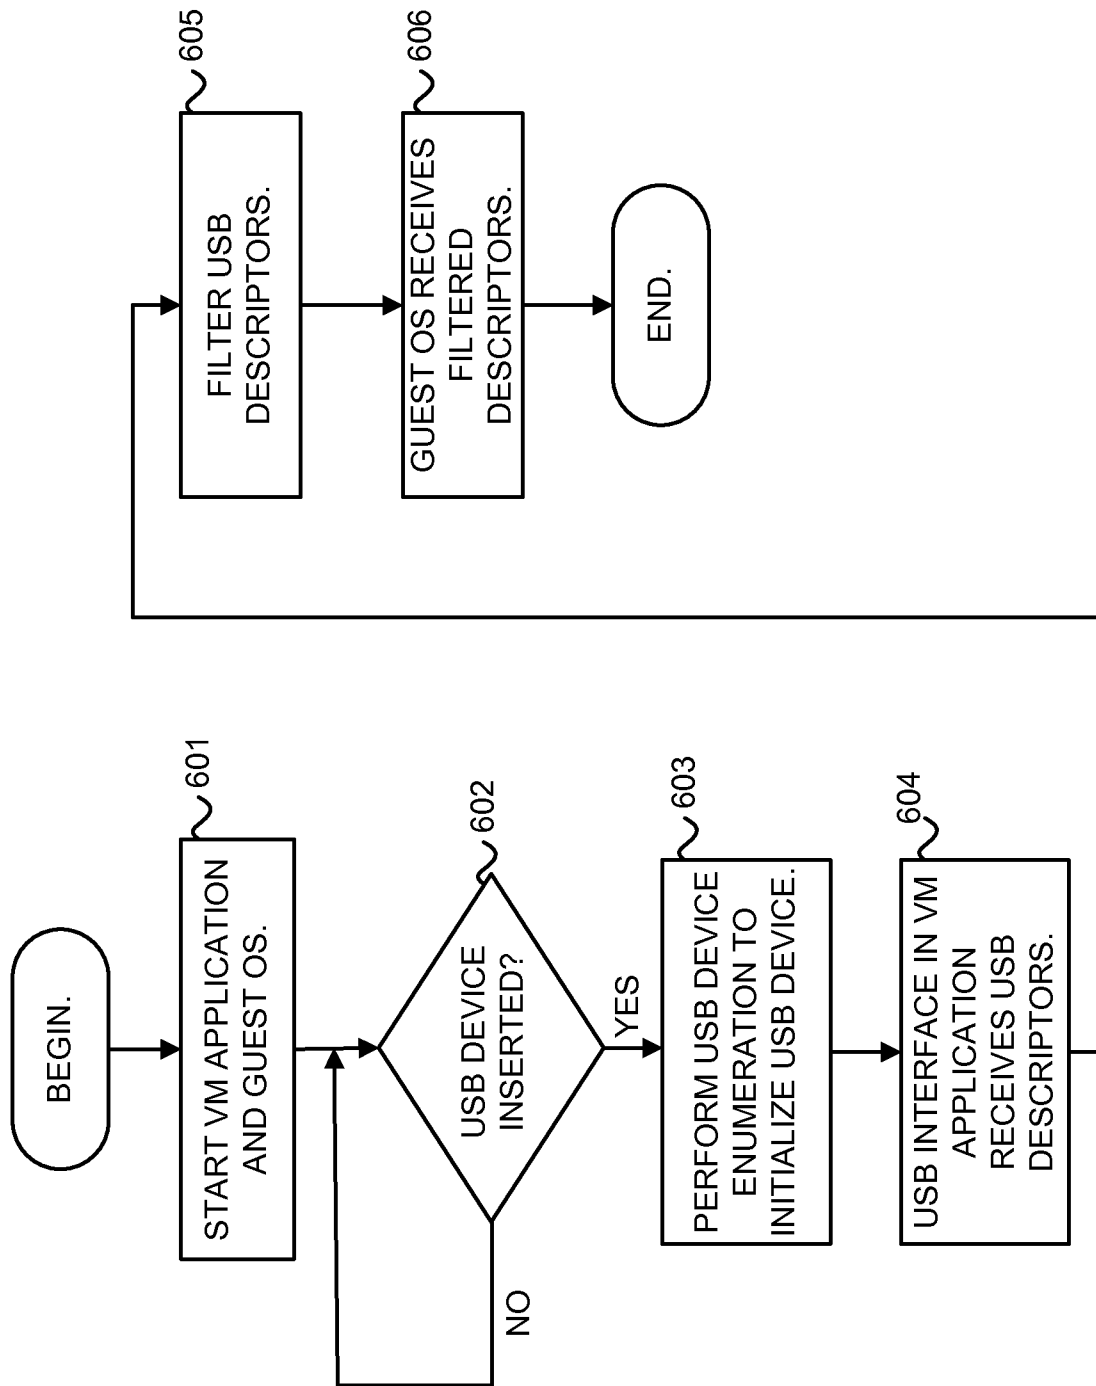 BEGIN.
START VM APPLICATION
AND GUEST OS.
601
USB DEVICE
INSERTED?
602
NO
YES
PERFORM USB DEVICE
ENUMERATION TO
INITIALIZE USB DEVICE.
603
USB INTERFACE IN VM
APPLICATION
RECEIVES USB
DESCRIPTORS.
604
FILTER USB
DESCRIPTORS.
605
GUEST OS RECEIVES
FILTERED
DESCRIPTORS.
606
END.